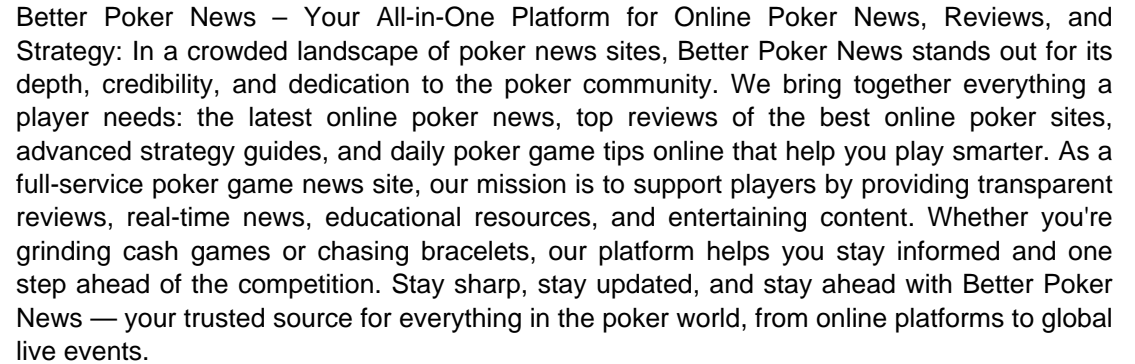 Better Poker News – Your All-in-One Platform for Online Poker News, Reviews, and
Strategy: In a crowded landscape of poker news sites, Better Poker News stands out for its
depth, credibility, and dedication to the poker community. We bring together everything a
player needs: the latest online poker news, top reviews of the best online poker sites,
advanced strategy guides, and daily poker game tips online that help you play smarter. As a
full-service poker game news site, our mission is to support players by providing transparent
reviews, real-time news, educational resources, and entertaining content. Whether you're
grinding cash games or chasing bracelets, our platform helps you stay informed and one
step ahead of the competition. Stay sharp, stay updated, and stay ahead with Better Poker
News — your trusted source for everything in the poker world, from online platforms to global
live events.